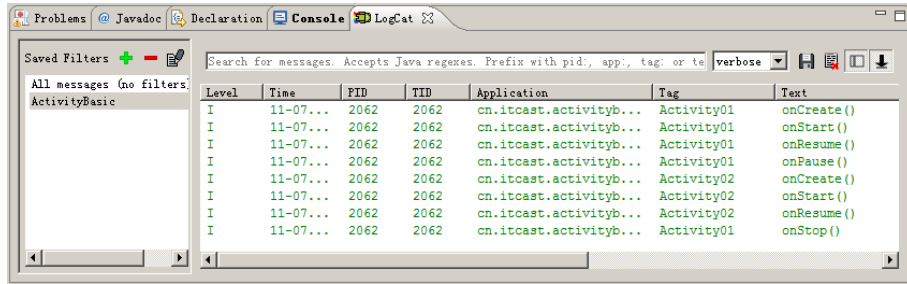 Problems @ Javadoc Declaration Console LogCat
Saved Filters
Search for messages. Accepts Java regexes. Prefix with pid:, app:, tag: or te verbose
All messages (no filters)
ActivityBasic
Level Time PID TID Application Tag Text
I 11-07... 2062 2062 cn.itcast.activityb... Activity01 onCreate()
I 11-07... 2062 2062 cn.itcast.activityb... Activity01 onStart()
I 11-07... 2062 2062 cn.itcast.activityb... Activity01 onResume()
I 11-07... 2062 2062 cn.itcast.activityb... Activity01 onPause()
I 11-07... 2062 2062 cn.itcast.activityb... Activity02 onCreate()
I 11-07... 2062 2062 cn.itcast.activityb... Activity02 onStart()
I 11-07... 2062 2062 cn.itcast.activityb... Activity02 onResume()
I 11-07... 2062 2062 cn.itcast.activityb... Activity01 onStop()